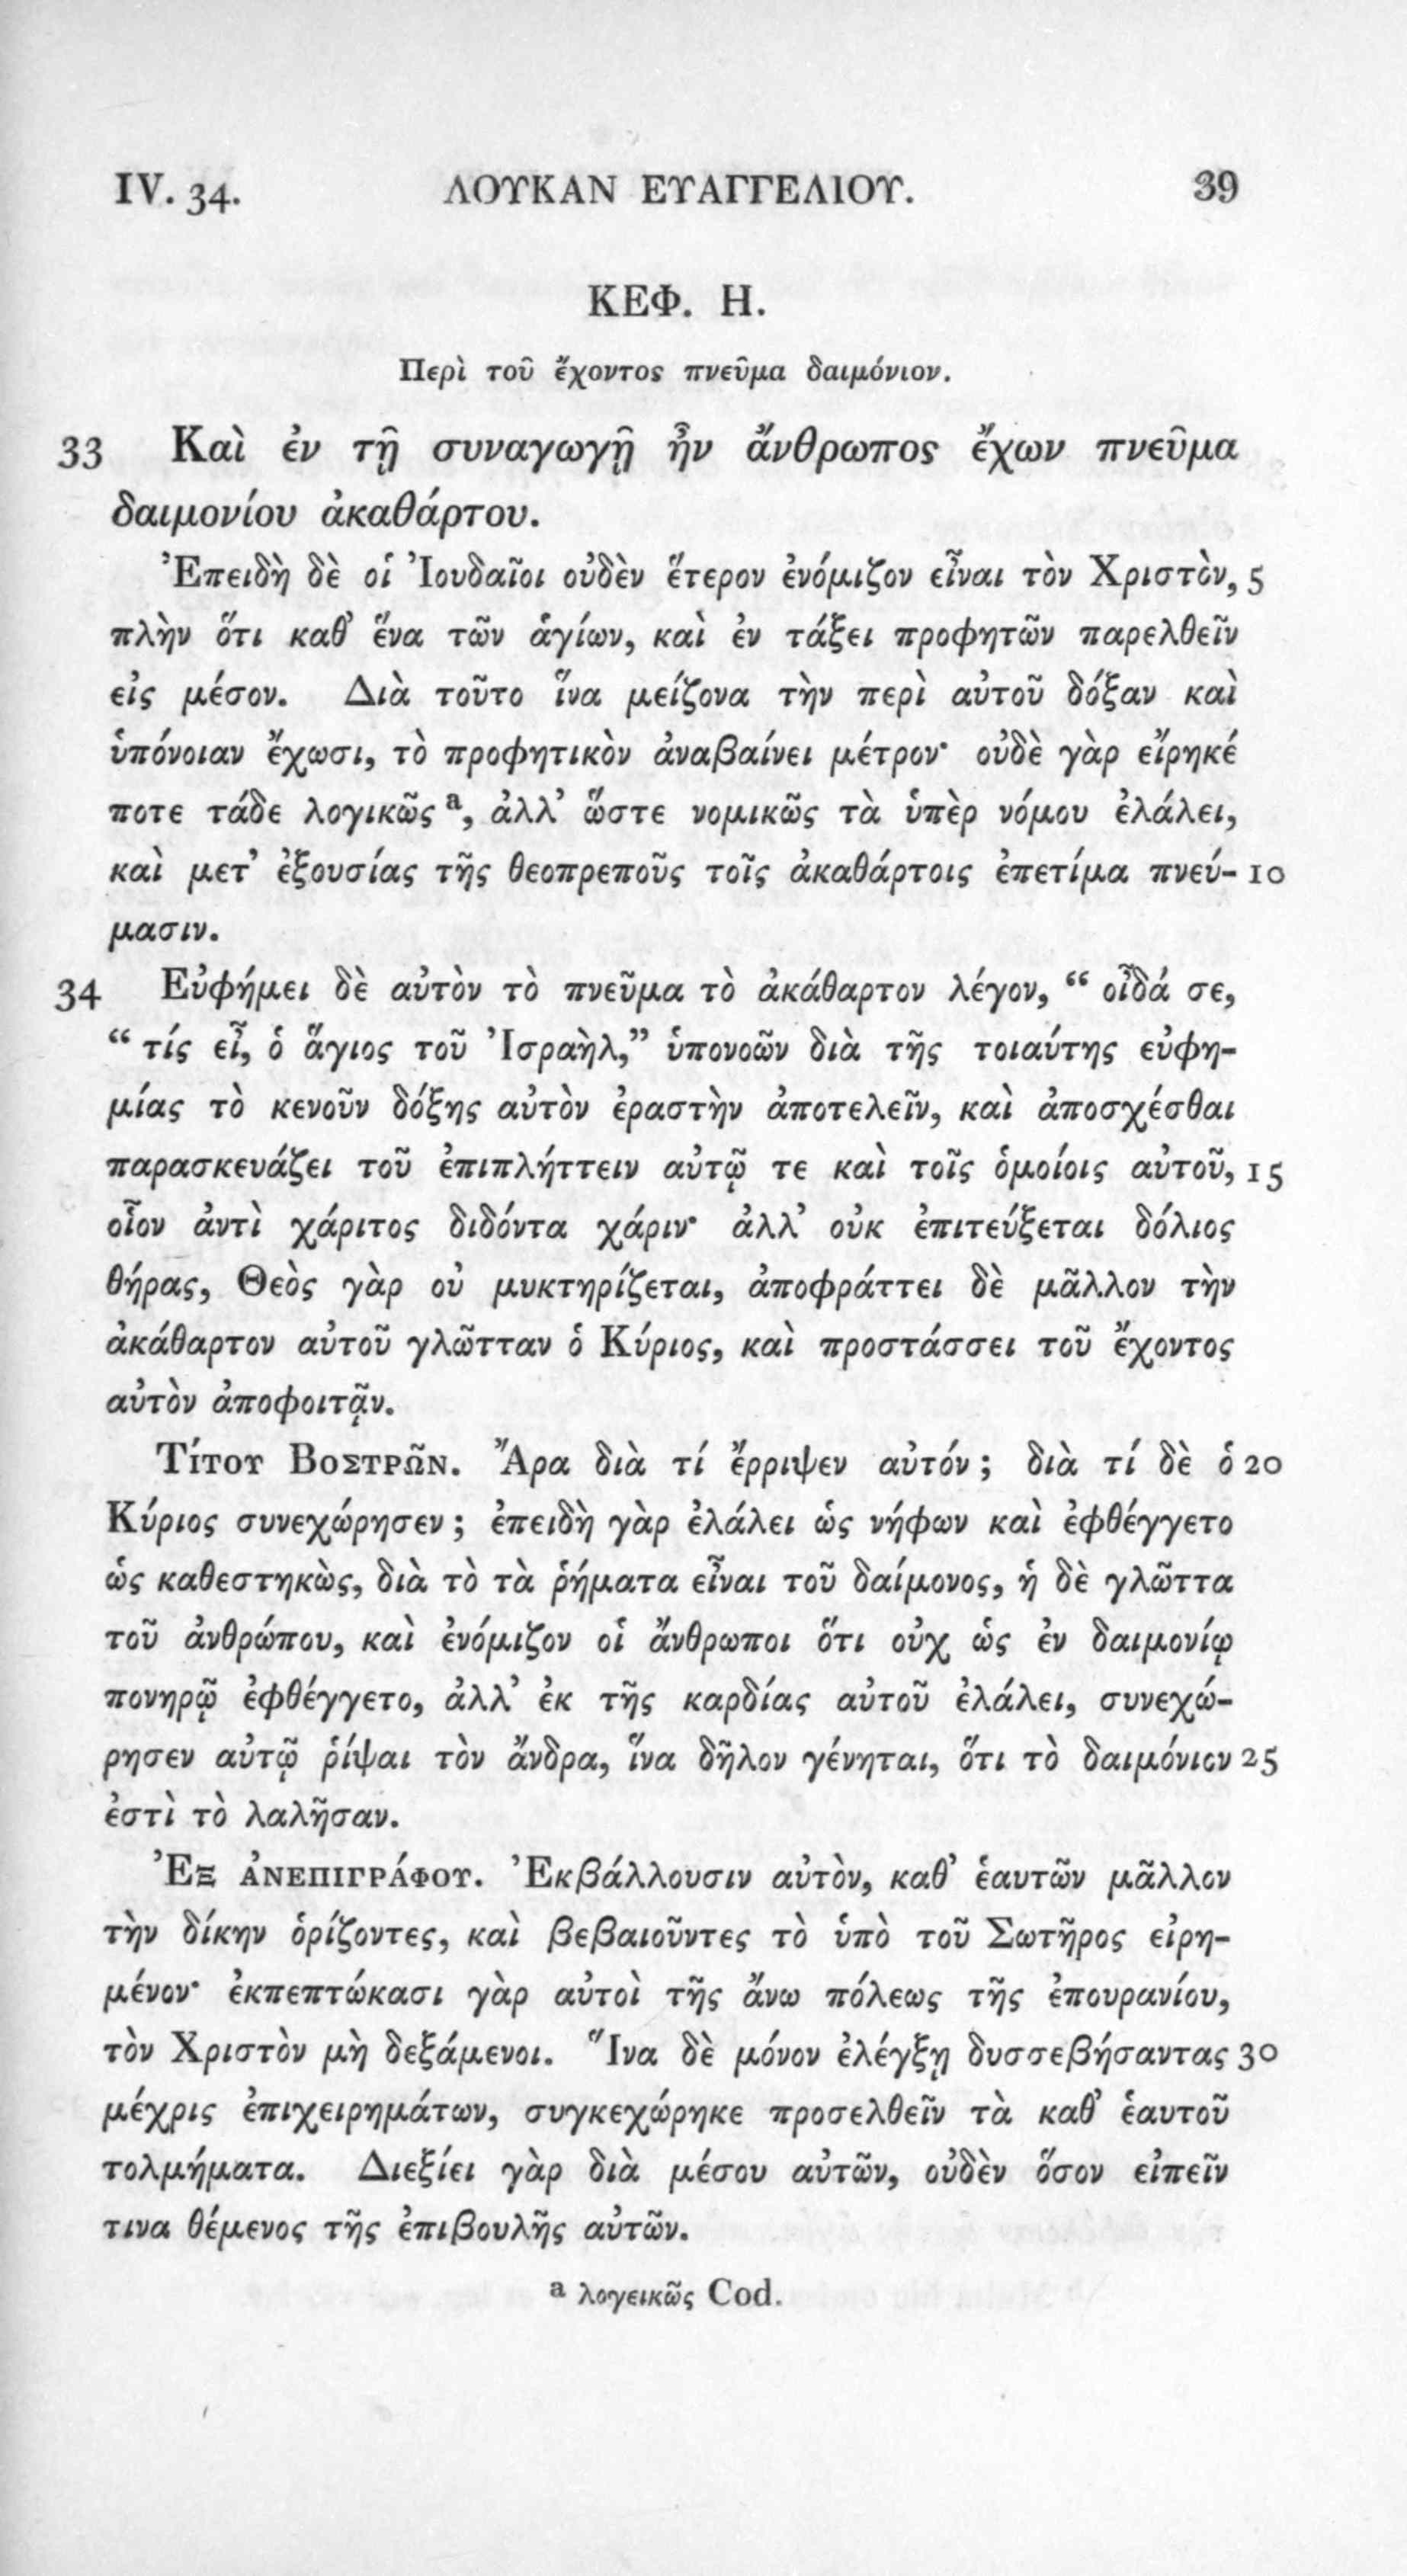 IV. 34. ΛΟΥΚΑΝ ΕΥΑΓΓΕΛΙΟΥ. 39
ΚΕΦ. Η.
Περὶ τοῦ ἔχοντος πνεῦμα δαιμόνιον.
33 Καὶ ἐν τῇ συναγωγῇ ἦν ἄνθρωπος ἔχων πνεῦμα
δαιμονίου ἀκαθάρτου.
Ἐπειδὴ δὲ οἱ Ἰουδαῖοι οὐδὲν ἕτερον ἐνόμιζον εἶναι τὸν Χριστὸν, 5
πλὴν ὅτι καθ' ἕνα τῶν ἁγίων, καὶ ἐν τάξει προφητῶν παρελθεῖν
εἰς μέσον. Διὰ τοῦτο ἵνα μείζονα τὴν περὶ αὐτοῦ δόξαν καὶ
ὑπόνοιαν ἔχωσι, τὸ προφητικὸν ἀναβαίνει μέτρον· οὐδὲ γὰρ εἴρηκέ
ποτε τάδε λογικῶς a, ἀλλ' ὥστε νομικῶς τὰ ὑπὲρ νόμου ἐλάλει,
καὶ μετ' ἐξουσίας τῆς θεοπρεποῦς τοῖς ἀκαθάρτοις ἐπετίμα πνεύ- 10
μασιν.
34 Εὐφήμει δὲ αὐτὸν τὸ πνεῦμα τὸ ἀκάθαρτον λέγον, “ οἶδά σε,
“ τίς εἶ, ὁ ἅγιος τοῦ Ἰσραὴλ,” ὑπονοῶν διὰ τῆς τοιαύτης εὐφη-
μίας τὸ κενοῦν δόξης αὐτὸν ἐραστὴν ἀποτελεῖν, καὶ ἀποσχέσθαι
παρασκευάζει τοῦ ἐπιπλήττειν αὐτῷ τε καὶ τοῖς ὁμοίοις αὐτοῦ, 15
οἷον ἀντὶ χάριτος διδόντα χάριν· ἀλλ' οὐκ ἐπιτεύξεται δόλιος
θήρας, Θεὸς γὰρ οὐ μυκτηρίζεται, ἀποφράττει δὲ μᾶλλον τὴν
ἀκάθαρτον αὐτοῦ γλῶτταν ὁ Κύριος, καὶ προστάσσει τοῦ ἔχοντος
αὐτὸν ἀποφοιτᾷν.
Τίτου Βοστρῶν. Ἄρα διὰ τί ἔρριψεν αὐτόν ; διὰ τί δὲ ὁ 20
Κύριος συνεχώρησεν ; ἐπειδὴ γὰρ ἐλάλει ὡς νήφων καὶ ἐφθέγγετο
ὡς καθεστηκὼς, διὰ τὸ τὰ ῥήματα εἶναι τοῦ δαίμονος, ἡ δὲ γλῶττα
τοῦ ἀνθρώπου, καὶ ἐνόμιζον οἱ ἄνθρωποι ὅτι οὐχ ὡς ἐν δαιμονίῳ
πονηρῷ ἐφθέγγετο, ἀλλ' ἐκ τῆς καρδίας αὐτοῦ ἐλάλει, συνεχώ-
ρησεν αὐτῷ ῥίψαι τὸν ἄνδρα, ἵνα δῆλον γένηται, ὅτι τὸ δαιμόνιον 25
ἐστὶ τὸ λαλῆσαν.
Ἐξ ἀνεπιγράφου. Ἐκβάλλουσιν αὐτὸν, καθ' ἑαυτῶν μᾶλλον
τὴν δίκην ὁρίζοντες, καὶ βεβαιοῦντες τὸ ὑπὸ τοῦ Σωτῆρος εἰρη-
μένον· ἐκπεπτώκασι γὰρ αὐτοὶ τῆς ἄνω πόλεως τῆς ἐπουρανίου,
τὸν Χριστὸν μὴ δεξάμενοι. Ἵνα δὲ μόνον ἐλέγξῃ δυσσεβήσαντας 30
μέχρις ἐπιχειρημάτων, συγκεχώρηκε προσελθεῖν τὰ καθ' ἑαυτοῦ
τολμήματα. Διεξίει γὰρ διὰ μέσου αὐτῶν, οὐδὲν ὅσον εἰπεῖν
τινα θέμενος τῆς ἐπιβουλῆς αὐτῶν.
a λογεικῶς Cod.